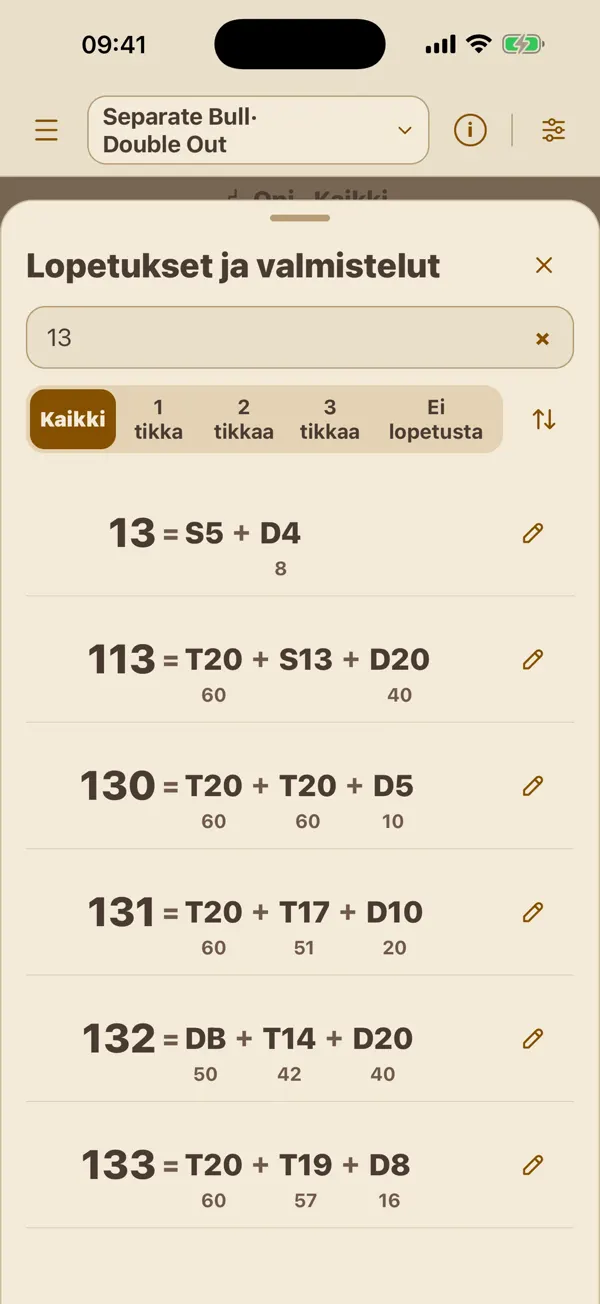 09:41
Separate Bull·
Double Out
Opi · Kaikki
Lopetukset ja valmistelut
13
Kaikki
1
tikka
2
tikkaa
3
tikkaa
Ei
lopetusta
13 = S5 + D4
8
113 = T20 + S13 + D20
60 40
130 = T20 + T20 + D5
60 60 10
131 = T20 + T17 + D10
60 51 20
132 = DB + T14 + D20
50 42 40
133 = T20 + T19 + D8
60 57 16